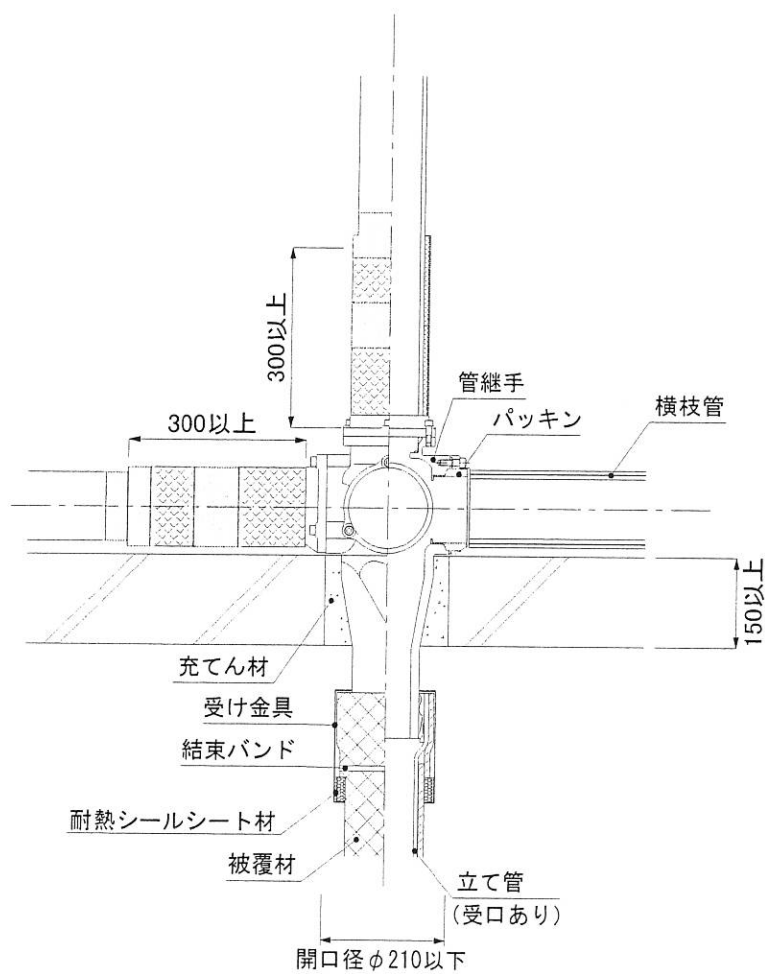 300以上
管継手
パッキン
横枝管
300以上
150以上
充てん材
受け金具
結束バンド
耐熱シールシート材
被覆材
立て管
(受口あり)
開口径φ210以下